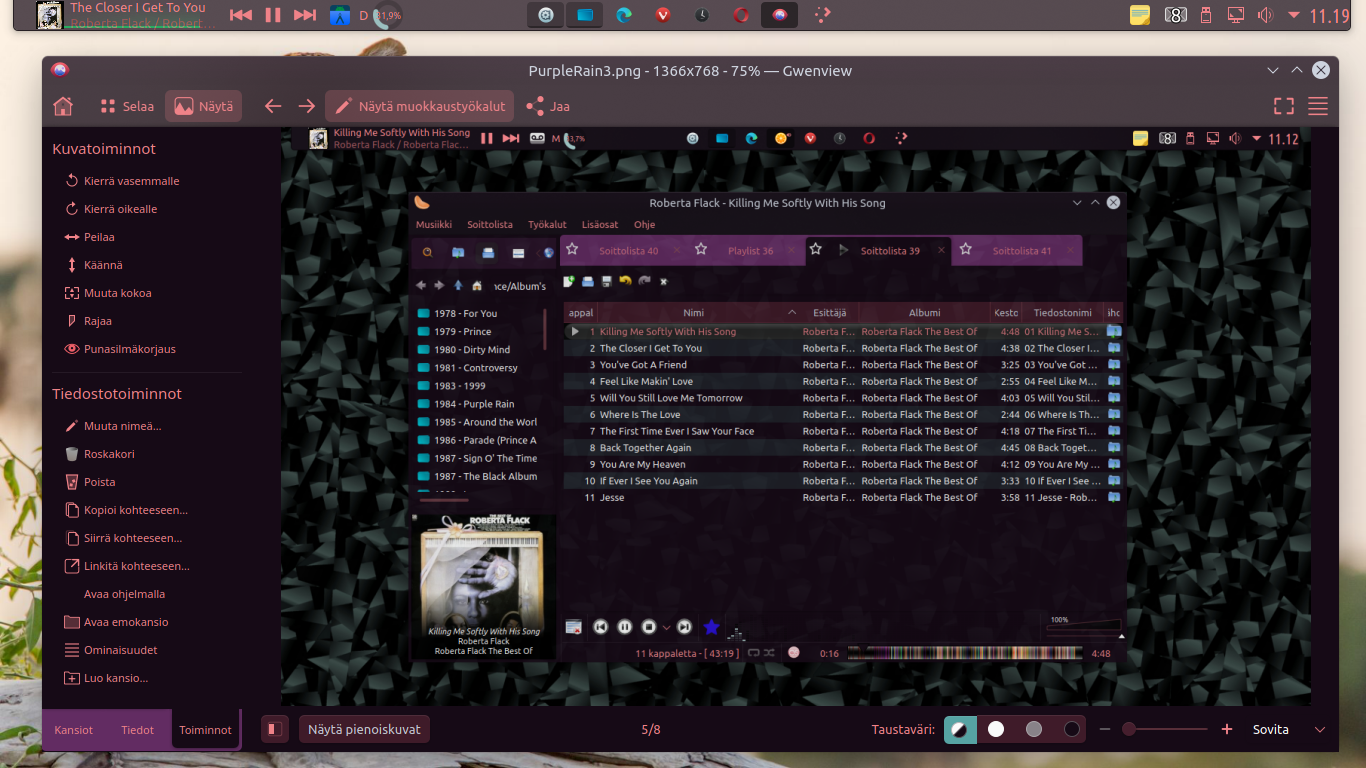 The Closer I Get To You
Roberta Flack / Robert
D
31,9%
8
11.19
PurpleRain3.png - 1366x768 - 75% — Gwenview
Selaa
Näytä
Näytä muokkaustyökalut
Jaa
Kuvatoiminnot
Kierrä vasemmalle
Kierrä oikealle
Peilaa
Käännä
Muuta kokoa
Rajaa
Punasilmäkorjaus
Tiedostotoiminnot
Muuta nimeä...
Roskakori
Poista
Kopioi kohteeseen...
Siirrä kohteeseen...
Linkitä kohteeseen...
Avaa ohjelmalla
Avaa emokansio
Ominaisuudet
Luo kansio...
Kansiot
Tiedot
Toiminnot
Killing Me Softly With His Song
Roberta Flack / Roberta Flac...
M
8
11.12
Roberta Flack - Killing Me Softly With His Song
Musiikki
Soittolista
Työkalut
Lisäosat
Ohje
Soittolista 40
Playlist 36
Soittolista 39
Soittolista 41
nce/Album's
1978 - For You
1979 - Prince
1980 - Dirty Mind
1981 - Controversy
1983 - 1999
1984 - Purple Rain
1985 - Around the Worl
1986 - Parade (Prince A
1987 - Sign O' The Time
1987 - The Black Album
appal Nimi Esittäjä Albumi Kesto Tiedostonimi
1 Killing Me Softly With His Song Roberta F... Roberta Flack The Best Of 4:48 01 Killing Me S...
2 The Closer I Get To You Roberta F... Roberta Flack The Best Of 4:38 02 The Closer I...
3 You've Got A Friend Roberta F... Roberta Flack The Best Of 3:25 03 You've Got ...
4 Feel Like Makin' Love Roberta F... Roberta Flack The Best Of 2:55 04 Feel Like M...
5 Will You Still Love Me Tomorrow Roberta F... Roberta Flack The Best Of 4:03 05 Will You Stil...
6 Where Is The Love Roberta F... Roberta Flack The Best Of 2:44 06 Where Is Th...
7 The First Time Ever I Saw Your Face Roberta F... Roberta Flack The Best Of 4:18 07 The First Ti...
8 Back Together Again Roberta F... Roberta Flack The Best Of 4:45 08 Back Toget...
9 You Are My Heaven Roberta F... Roberta Flack The Best Of 4:12 09 You Are My ...
10 If Ever I See You Again Roberta F... Roberta Flack The Best Of 3:33 10 If Ever I See ...
11 Jesse Roberta F... Roberta Flack The Best Of 3:58 11 Jesse - Rob...
ROBERTA FLACK
Killing Me Softly With His Song
Roberta Flack
Roberta Flack The Best Of
100%
11 kappaletta - [ 43:19 ]
0:16
4:48
Näytä pienoiskuvat
5/8
Taustaväri:
Sovita